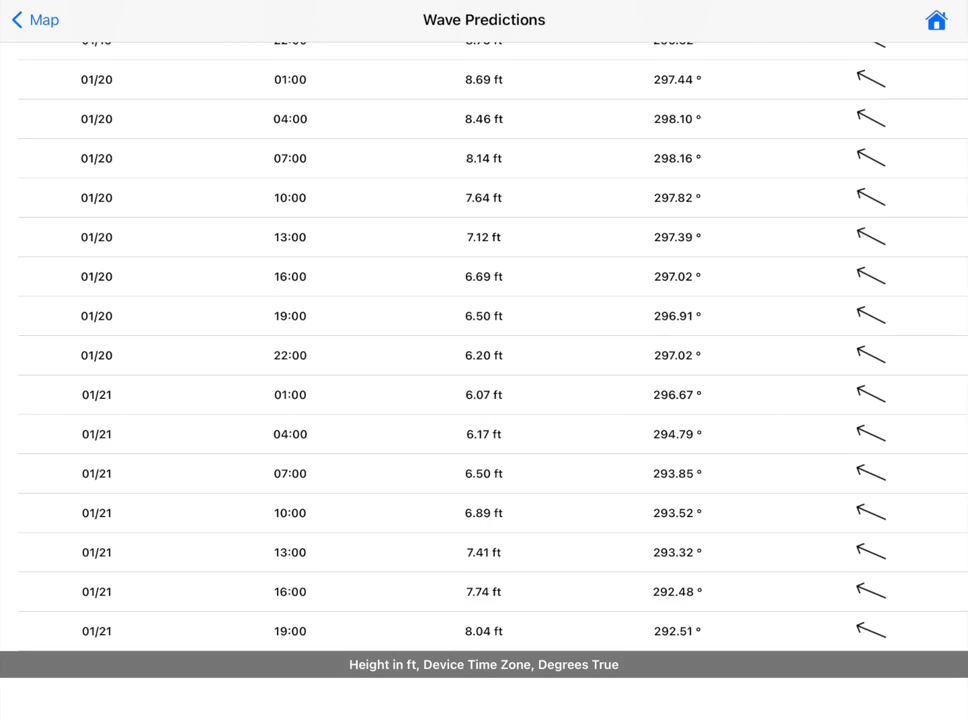 Map Wave Predictions
01/20 01:00 8.69 ft 297.44 °
01/20 04:00 8.46 ft 298.10 °
01/20 07:00 8.14 ft 298.16 °
01/20 10:00 7.64 ft 297.82 °
01/20 13:00 7.12 ft 297.39 °
01/20 16:00 6.69 ft 297.02 °
01/20 19:00 6.50 ft 296.91 °
01/20 22:00 6.20 ft 297.02 °
01/21 01:00 6.07 ft 296.67 °
01/21 04:00 6.17 ft 294.79 °
01/21 07:00 6.50 ft 293.85 °
01/21 10:00 6.89 ft 293.52 °
01/21 13:00 7.41 ft 293.32 °
01/21 16:00 7.74 ft 292.48 °
01/21 19:00 8.04 ft 292.51 °
Height in ft, Device Time Zone, Degrees True